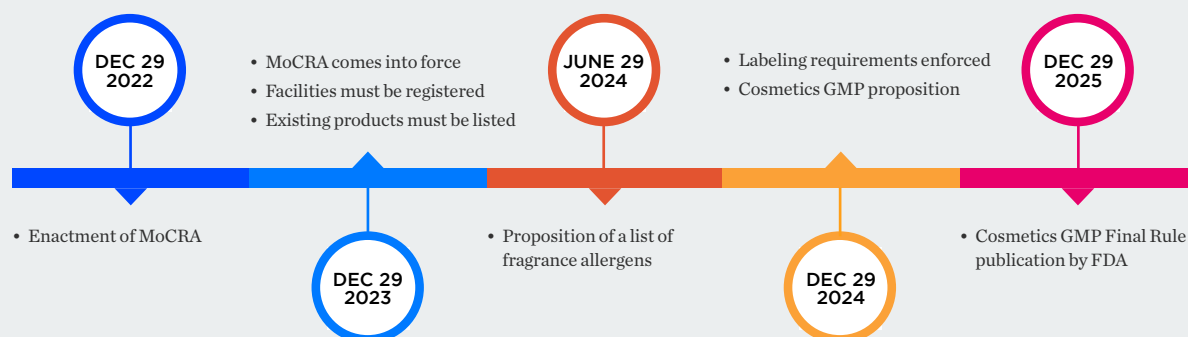 DEC 29
2022
• Enactment of MoCRA
• MoCRA comes into force
• Facilities must be registered
• Existing products must be listed
DEC 29
2023
JUNE 29
2024
• Proposition of a list of
fragrance allergens
• Labeling requirements enforced
• Cosmetics GMP proposition
DEC 29
2024
DEC 29
2025
• Cosmetics GMP Final Rule
publication by FDA